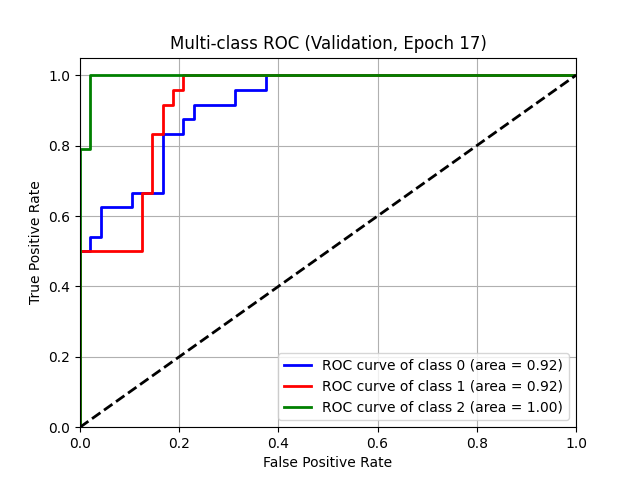 Multi-class ROC (Validation, Epoch 17)
1.0
0.8
0.6
0.4
0.2
0.0
True Positive Rate
ROC curve of class 0 (area = 0.92)
ROC curve of class 1 (area = 0.92)
ROC curve of class 2 (area = 1.00)
0.0 0.2 0.4 0.6 0.8 1.0
False Positive Rate